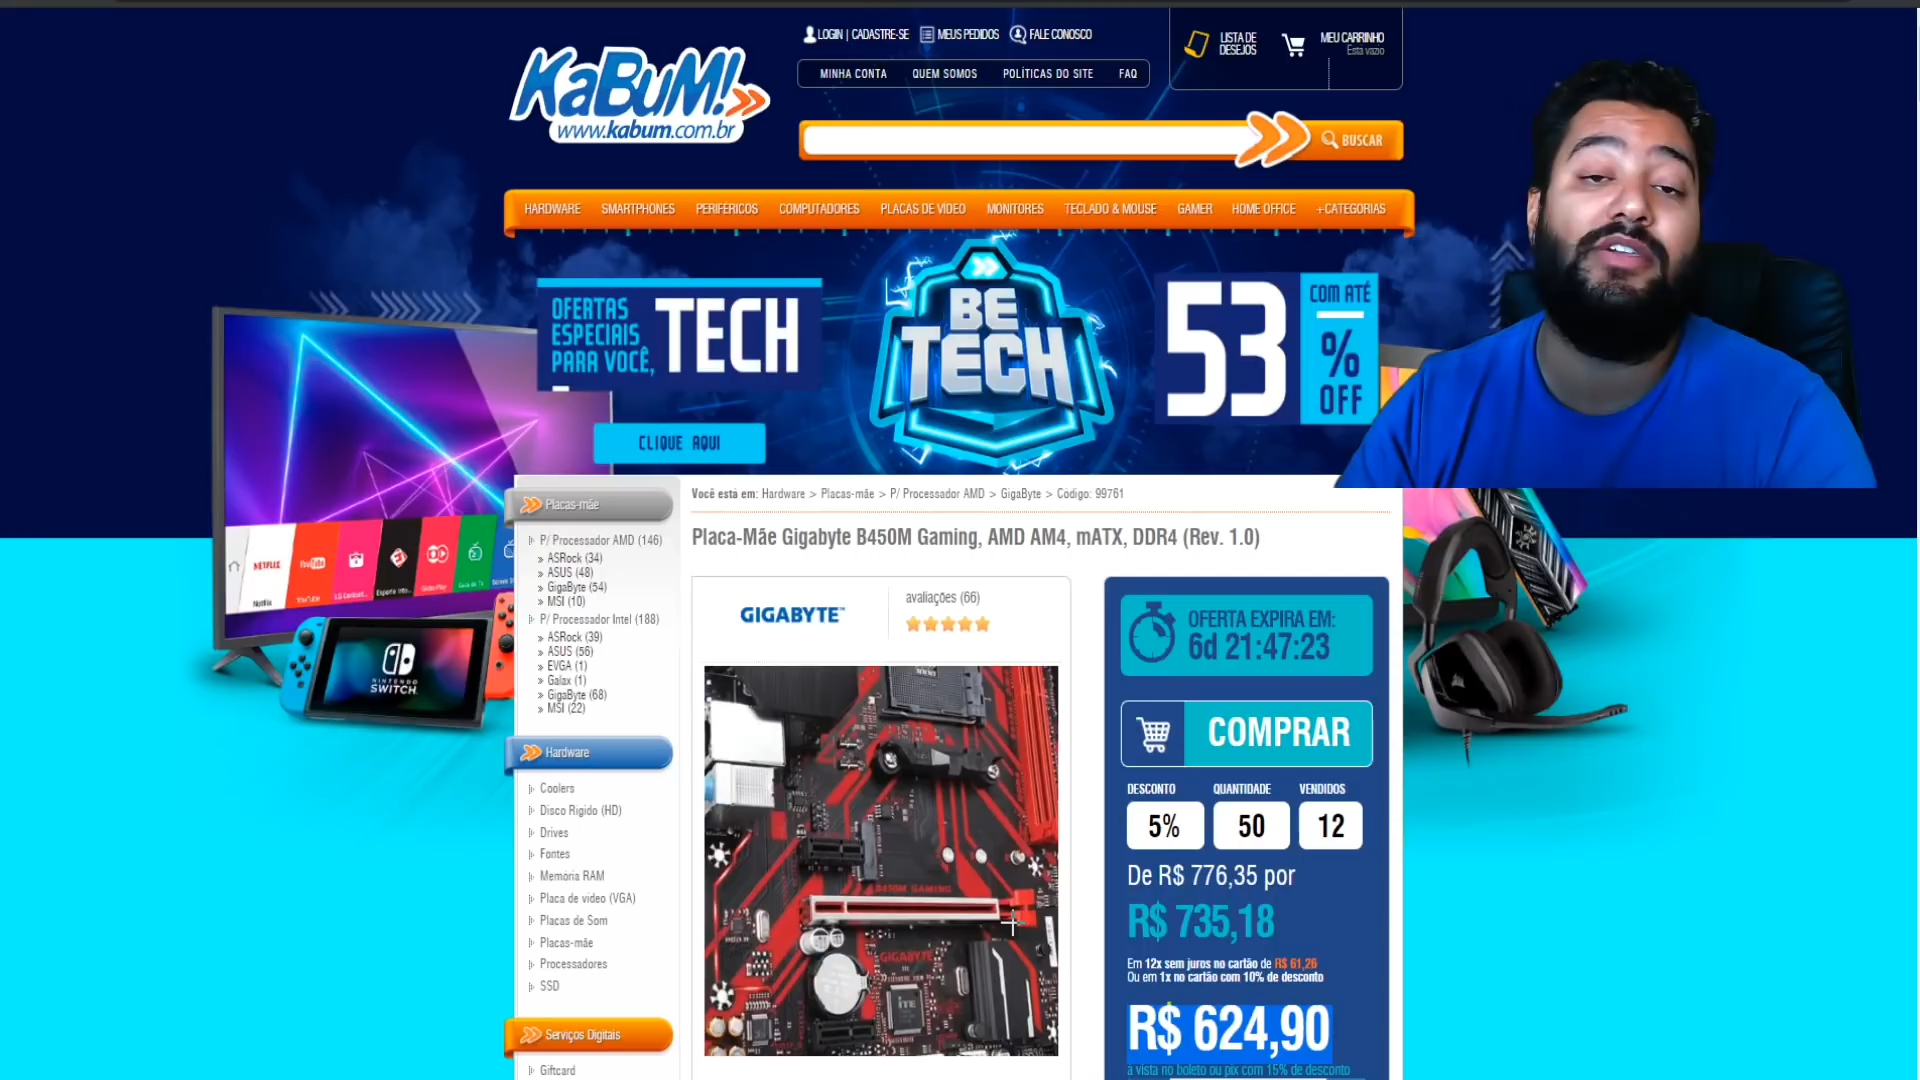 LOGIN | CADASTRE-SE
MEUS PEDIDOS
FALE CONOSCO
LISTA DE
DESEJOS
MEU CARRINHO
Esta vazio
MINHA CONTA
QUEM SOMOS
POLÍTICAS DO SITE
FAQ
KaBuM!
www.kabum.com.br
BUSCAR
HARDWARE
SMARTPHONES
PERIFÉRICOS
COMPUTADORES
PLACAS DE VÍDEO
MONITORES
TECLADO & MOUSE
GAMER
HOME OFFICE
+CATEGORIAS
OFERTAS
ESPECIAIS
PARA VOCÊ,
TECH
CLIQUE AQUI
BE
TECH
53
COM ATÉ
%
OFF
Placas-mãe
P/ Processador AMD (146)
ASRock (34)
ASUS (48)
GigaByte (54)
MSI (10)
P/ Processador Intel (188)
ASRock (39)
ASUS (56)
EVGA (1)
Galax (1)
GigaByte (68)
MSI (22)
Hardware
Coolers
Disco Rígido (HD)
Drives
Fontes
Memória RAM
Placa de vídeo (VGA)
Placas de Som
Placas-mãe
Processadores
SSD
Serviços Digitais
Giftcard
NETFLIX
Netflix
YouTube
YouTube
NINTENDO
SWITCH
Você está em: Hardware > Placas-mãe > P/ Processador AMD > GigaByte > Código: 99761
Placa-Mãe Gigabyte B450M Gaming, AMD AM4, mATX, DDR4 (Rev. 1.0)
GIGABYTE™
avaliações (66)
B450M GAMING
GIGABYTE
OFERTA EXPIRA EM:
6d 21:47:23
COMPRAR
DESCONTO
QUANTIDADE
VENDIDOS
5%
50
12
De R$ 776,35 por
R$ 735,18
Em 12x sem juros no cartão de R$ 61,26
Ou em 1x no cartão com 10% de desconto
R$ 624,90
à vista no boleto ou pix com 15% de desconto